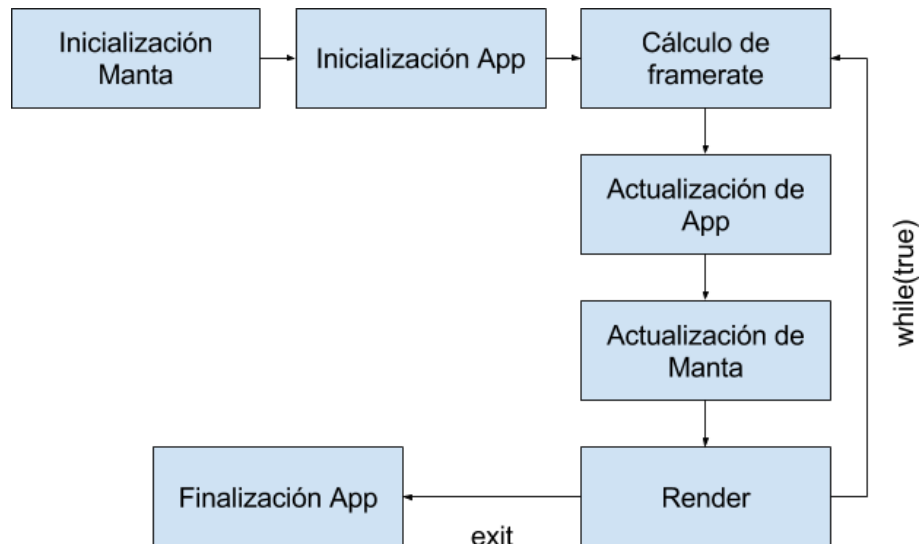 Inicialización
Manta
Inicialización App
Cálculo de
framerate
Actualización de
App
while(true)
Actualización de
Manta
Finalización App
exit
Render